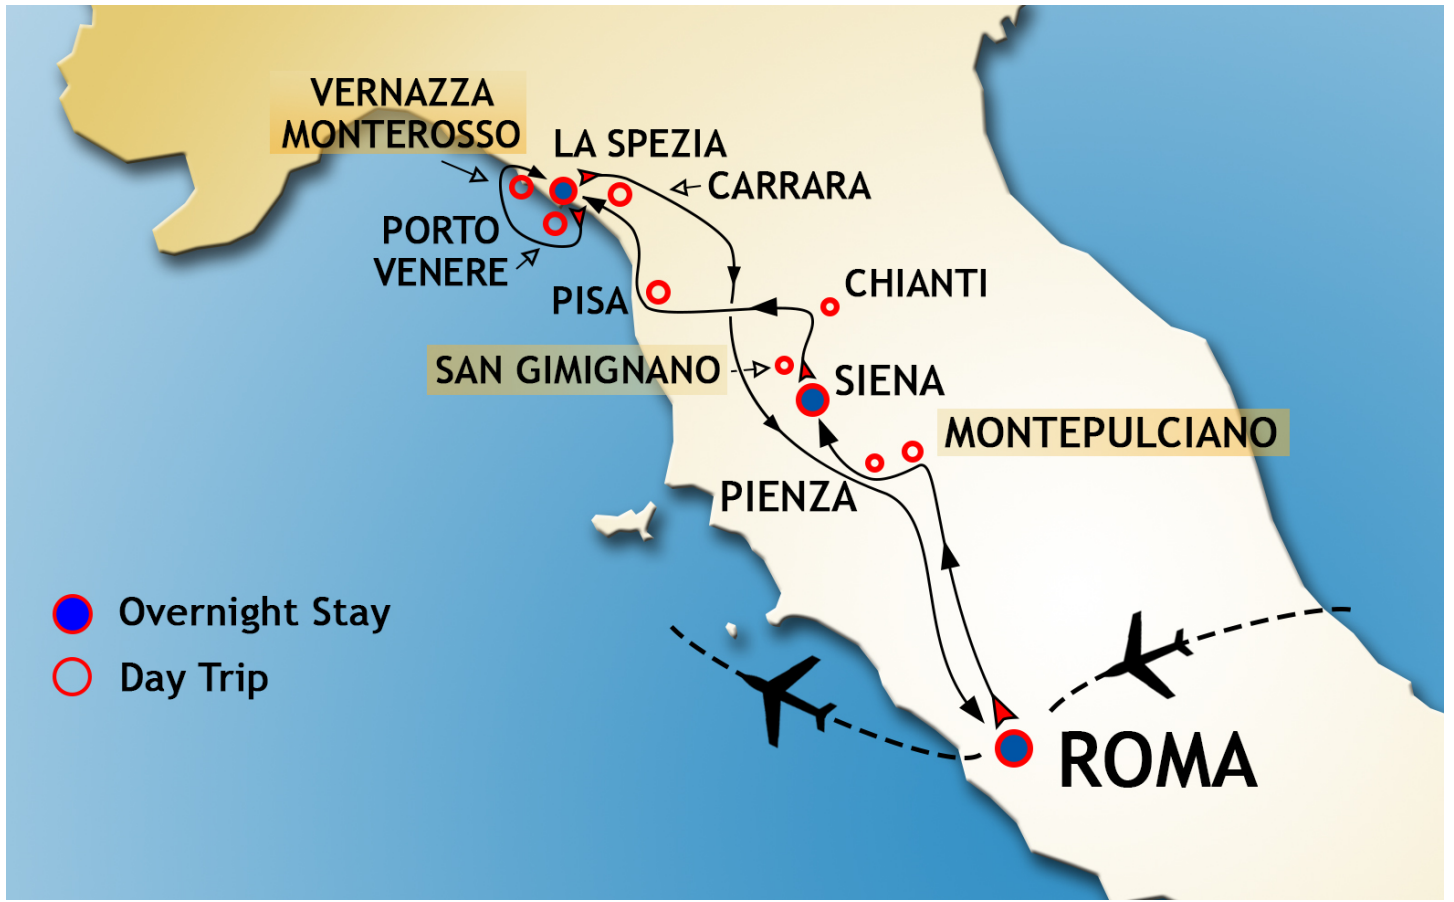 VERNAZZA
MONTEROSSO
LA SPEZIA
CARRARA
PORTO
VENERE
PISA
CHIANTI
SAN GIMIGNANO
SIENA
MONTEPULCIANO
PIENZA
Overnight Stay
Day Trip
ROMA